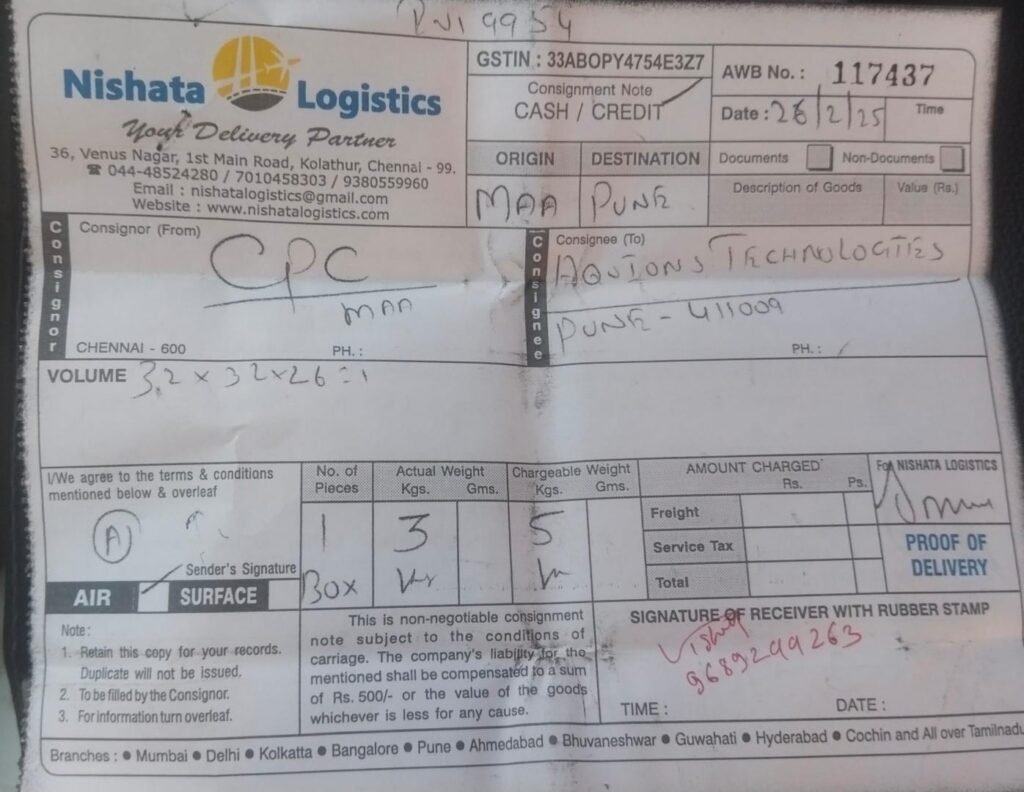 PNI 9954
Nishata Logistics
Your Delivery Partner
36, Venus Nagar, 1st Main Road, Kolathur, Chennai - 99.
☎ 044-48524280 / 7010458303 / 9380559960
Email : nishatalogistics@gmail.com
Website : www.nishatalogistics.com
GSTIN : 33ABOPY4754E3Z7
Consignment Note
CASH / CREDIT
AWB No. : 117437
Date : 26/2/25 Time
ORIGIN DESTINATION
MAA PUNE
Documents Non-Documents
Description of Goods Value (Rs.)
Consignor
Consignor (From)
CPC
MAA
CHENNAI - 600 PH. :
Consignee
Consignee (To)
AQUIONS TECHNOLOGIES
PUNE - 411009
PH. :
VOLUME 32 x 32 x 26 = 1
I/We agree to the terms & conditions
mentioned below & overleaf
A
Sender's Signature
AIR SURFACE
No. of Pieces
1
BOX
Actual Weight
Kgs. Gms.
3
Chargeable Weight
Kgs. Gms.
5
AMOUNT CHARGED
Rs. Ps.
Freight
Service Tax
Total
For NISHATA LOGISTICS
PROOF OF
DELIVERY
Note :
1. Retain this copy for your records.
Duplicate will not be issued.
2. To be filled by the Consignor.
3. For information turn overleaf.
This is non-negotiable consignment
note subject to the conditions of
carriage. The company's liability for the
mentioned shall be compensated to a sum
of Rs. 500/- or the value of the goods
whichever is less for any cause.
SIGNATURE OF RECEIVER WITH RUBBER STAMP
9689299263
TIME : DATE :
Branches : ● Mumbai ● Delhi ● Kolkatta ● Bangalore ● Pune ● Ahmedabad ● Bhuvaneshwar ● Guwahati ● Hyderabad ● Cochin and All over Tamilnadu